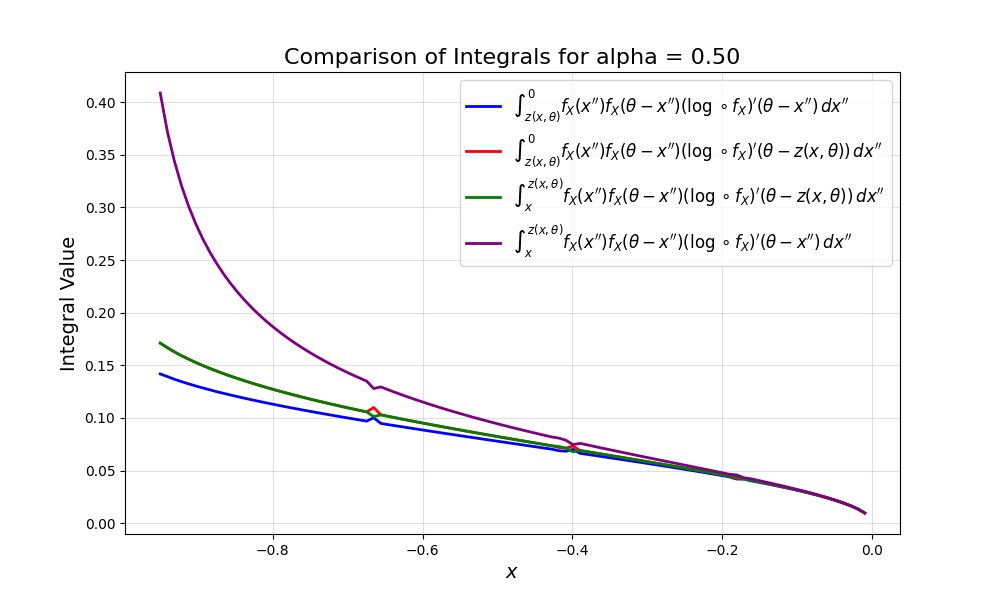 Comparison of Integrals for alpha = 0.50
∫_{z(x, θ)}^{0} f_X(x′′)f_X(θ − x′′)(log ∘ f_X)′(θ − x′′) dx′′
∫_{z(x, θ)}^{0} f_X(x′′)f_X(θ − x′′)(log ∘ f_X)′(θ − z(x, θ)) dx′′
∫_{x}^{z(x, θ)} f_X(x′′)f_X(θ − x′′)(log ∘ f_X)′(θ − z(x, θ)) dx′′
∫_{x}^{z(x, θ)} f_X(x′′)f_X(θ − x′′)(log ∘ f_X)′(θ − x′′) dx′′
Integral Value
0.40
0.35
0.30
0.25
0.20
0.15
0.10
0.05
0.00
−0.8
−0.6
−0.4
−0.2
0.0
x